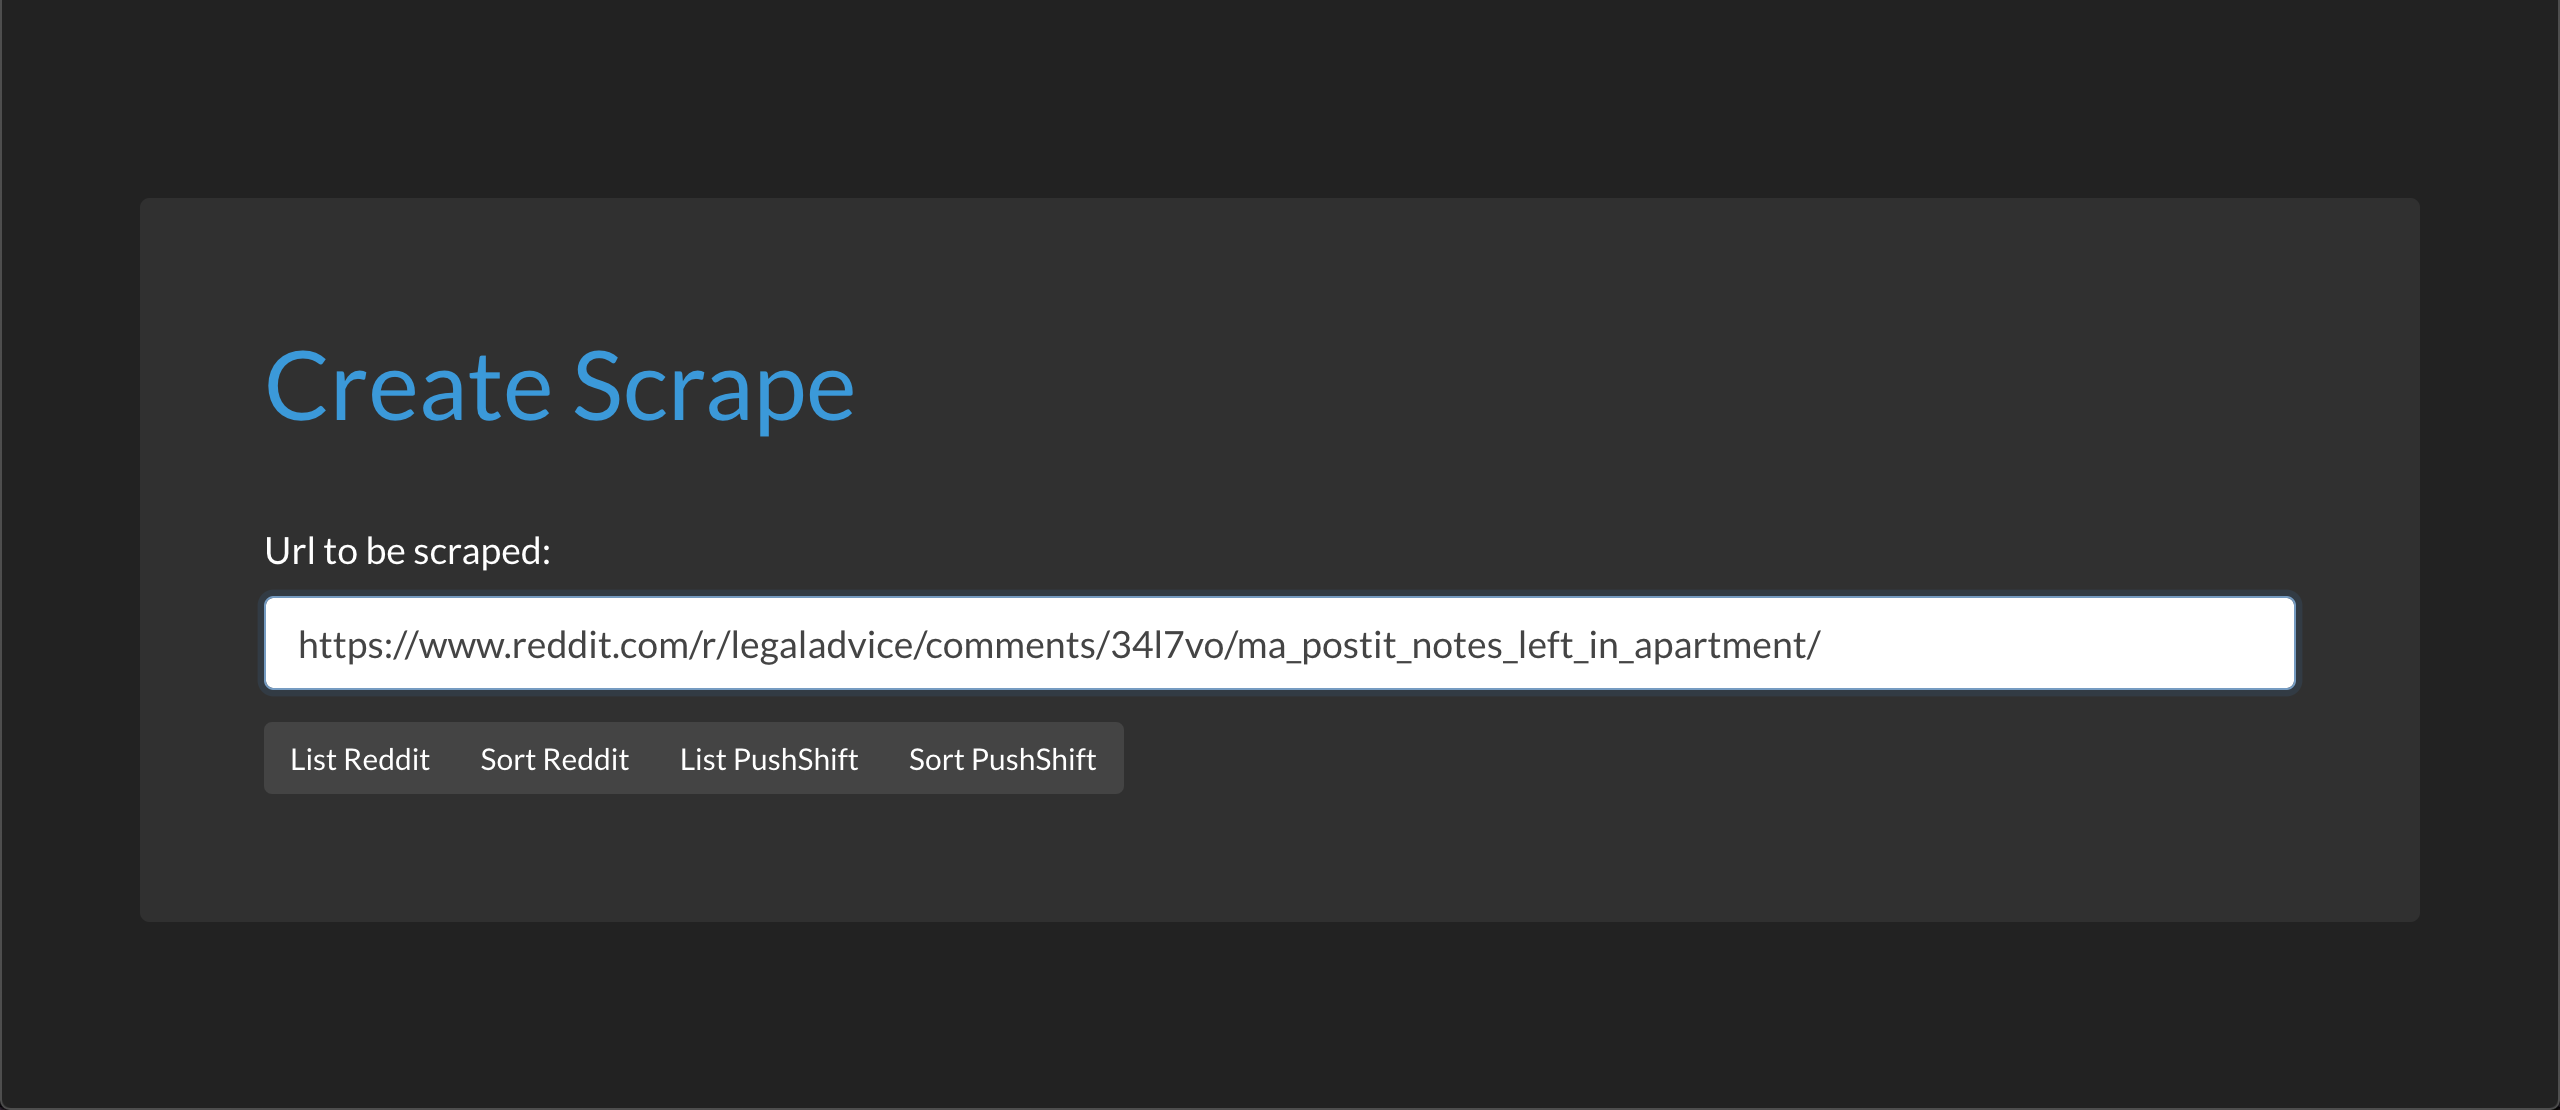 Create Scrape
Url to be scraped:
https://www.reddit.com/r/legaladvice/comments/34l7vo/ma_postit_notes_left_in_apartment/
List Reddit Sort Reddit List PushShift Sort PushShift